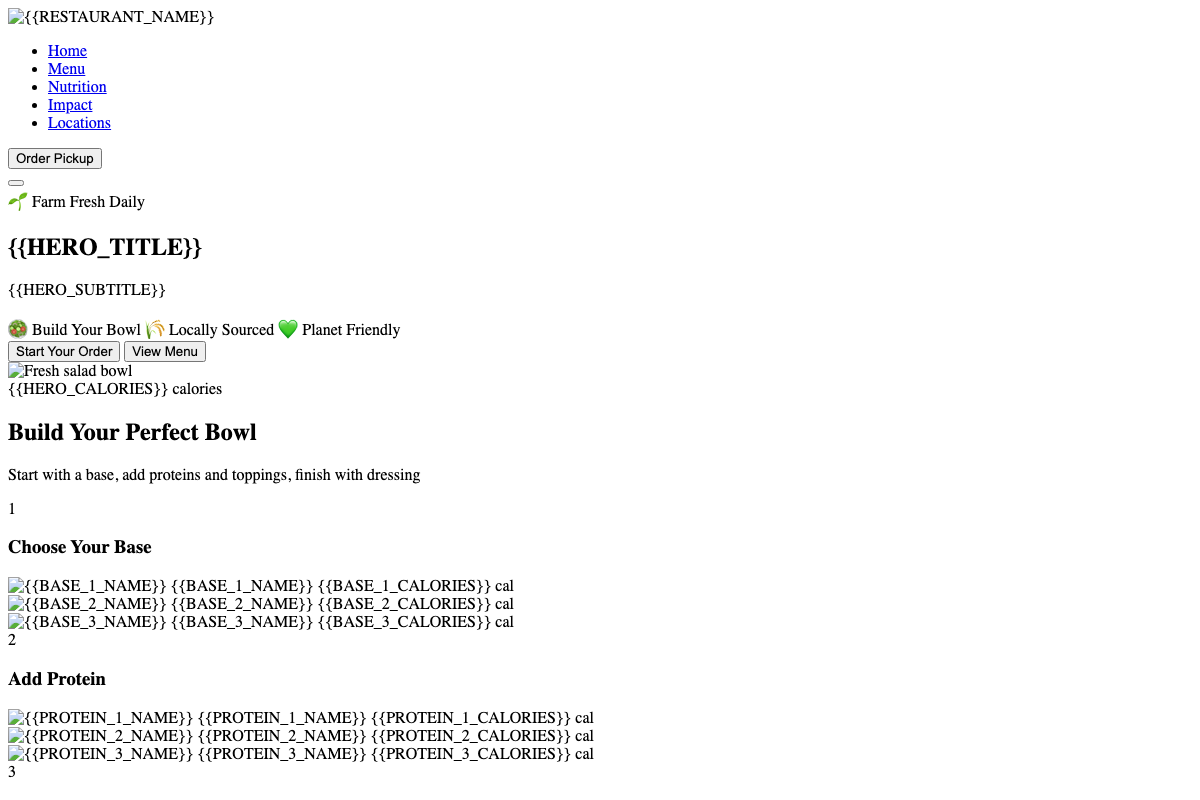 {{RESTAURANT_NAME}}
Home
Menu
Nutrition
Impact
Locations
Order Pickup
🌱 Farm Fresh Daily
{{HERO_TITLE}}
{{HERO_SUBTITLE}}
🥗 Build Your Bowl 🌾 Locally Sourced 💚 Planet Friendly
Start Your Order View Menu
Fresh salad bowl
{{HERO_CALORIES}} calories
Build Your Perfect Bowl
Start with a base, add proteins and toppings, finish with dressing
1
Choose Your Base
{{BASE_1_NAME}} {{BASE_1_NAME}} {{BASE_1_CALORIES}} cal
{{BASE_2_NAME}} {{BASE_2_NAME}} {{BASE_2_CALORIES}} cal
{{BASE_3_NAME}} {{BASE_3_NAME}} {{BASE_3_CALORIES}} cal
2
Add Protein
{{PROTEIN_1_NAME}} {{PROTEIN_1_NAME}} {{PROTEIN_1_CALORIES}} cal
{{PROTEIN_2_NAME}} {{PROTEIN_2_NAME}} {{PROTEIN_2_CALORIES}} cal
{{PROTEIN_3_NAME}} {{PROTEIN_3_NAME}} {{PROTEIN_3_CALORIES}} cal
3